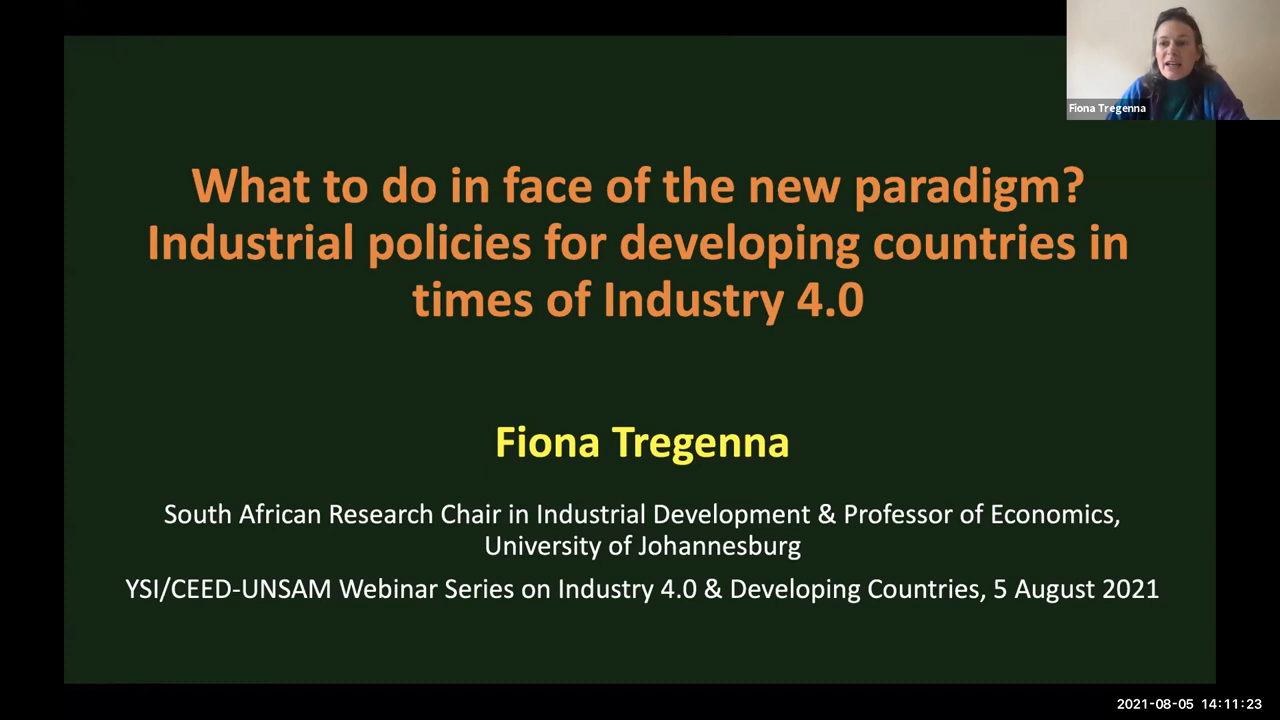 Fiona Tregenna
What to do in face of the new paradigm?
Industrial policies for developing countries in
times of Industry 4.0
Fiona Tregenna
South African Research Chair in Industrial Development & Professor of Economics,
University of Johannesburg
YSI/CEED-UNSAM Webinar Series on Industry 4.0 & Developing Countries, 5 August 2021
2021-08-05 14:11:23